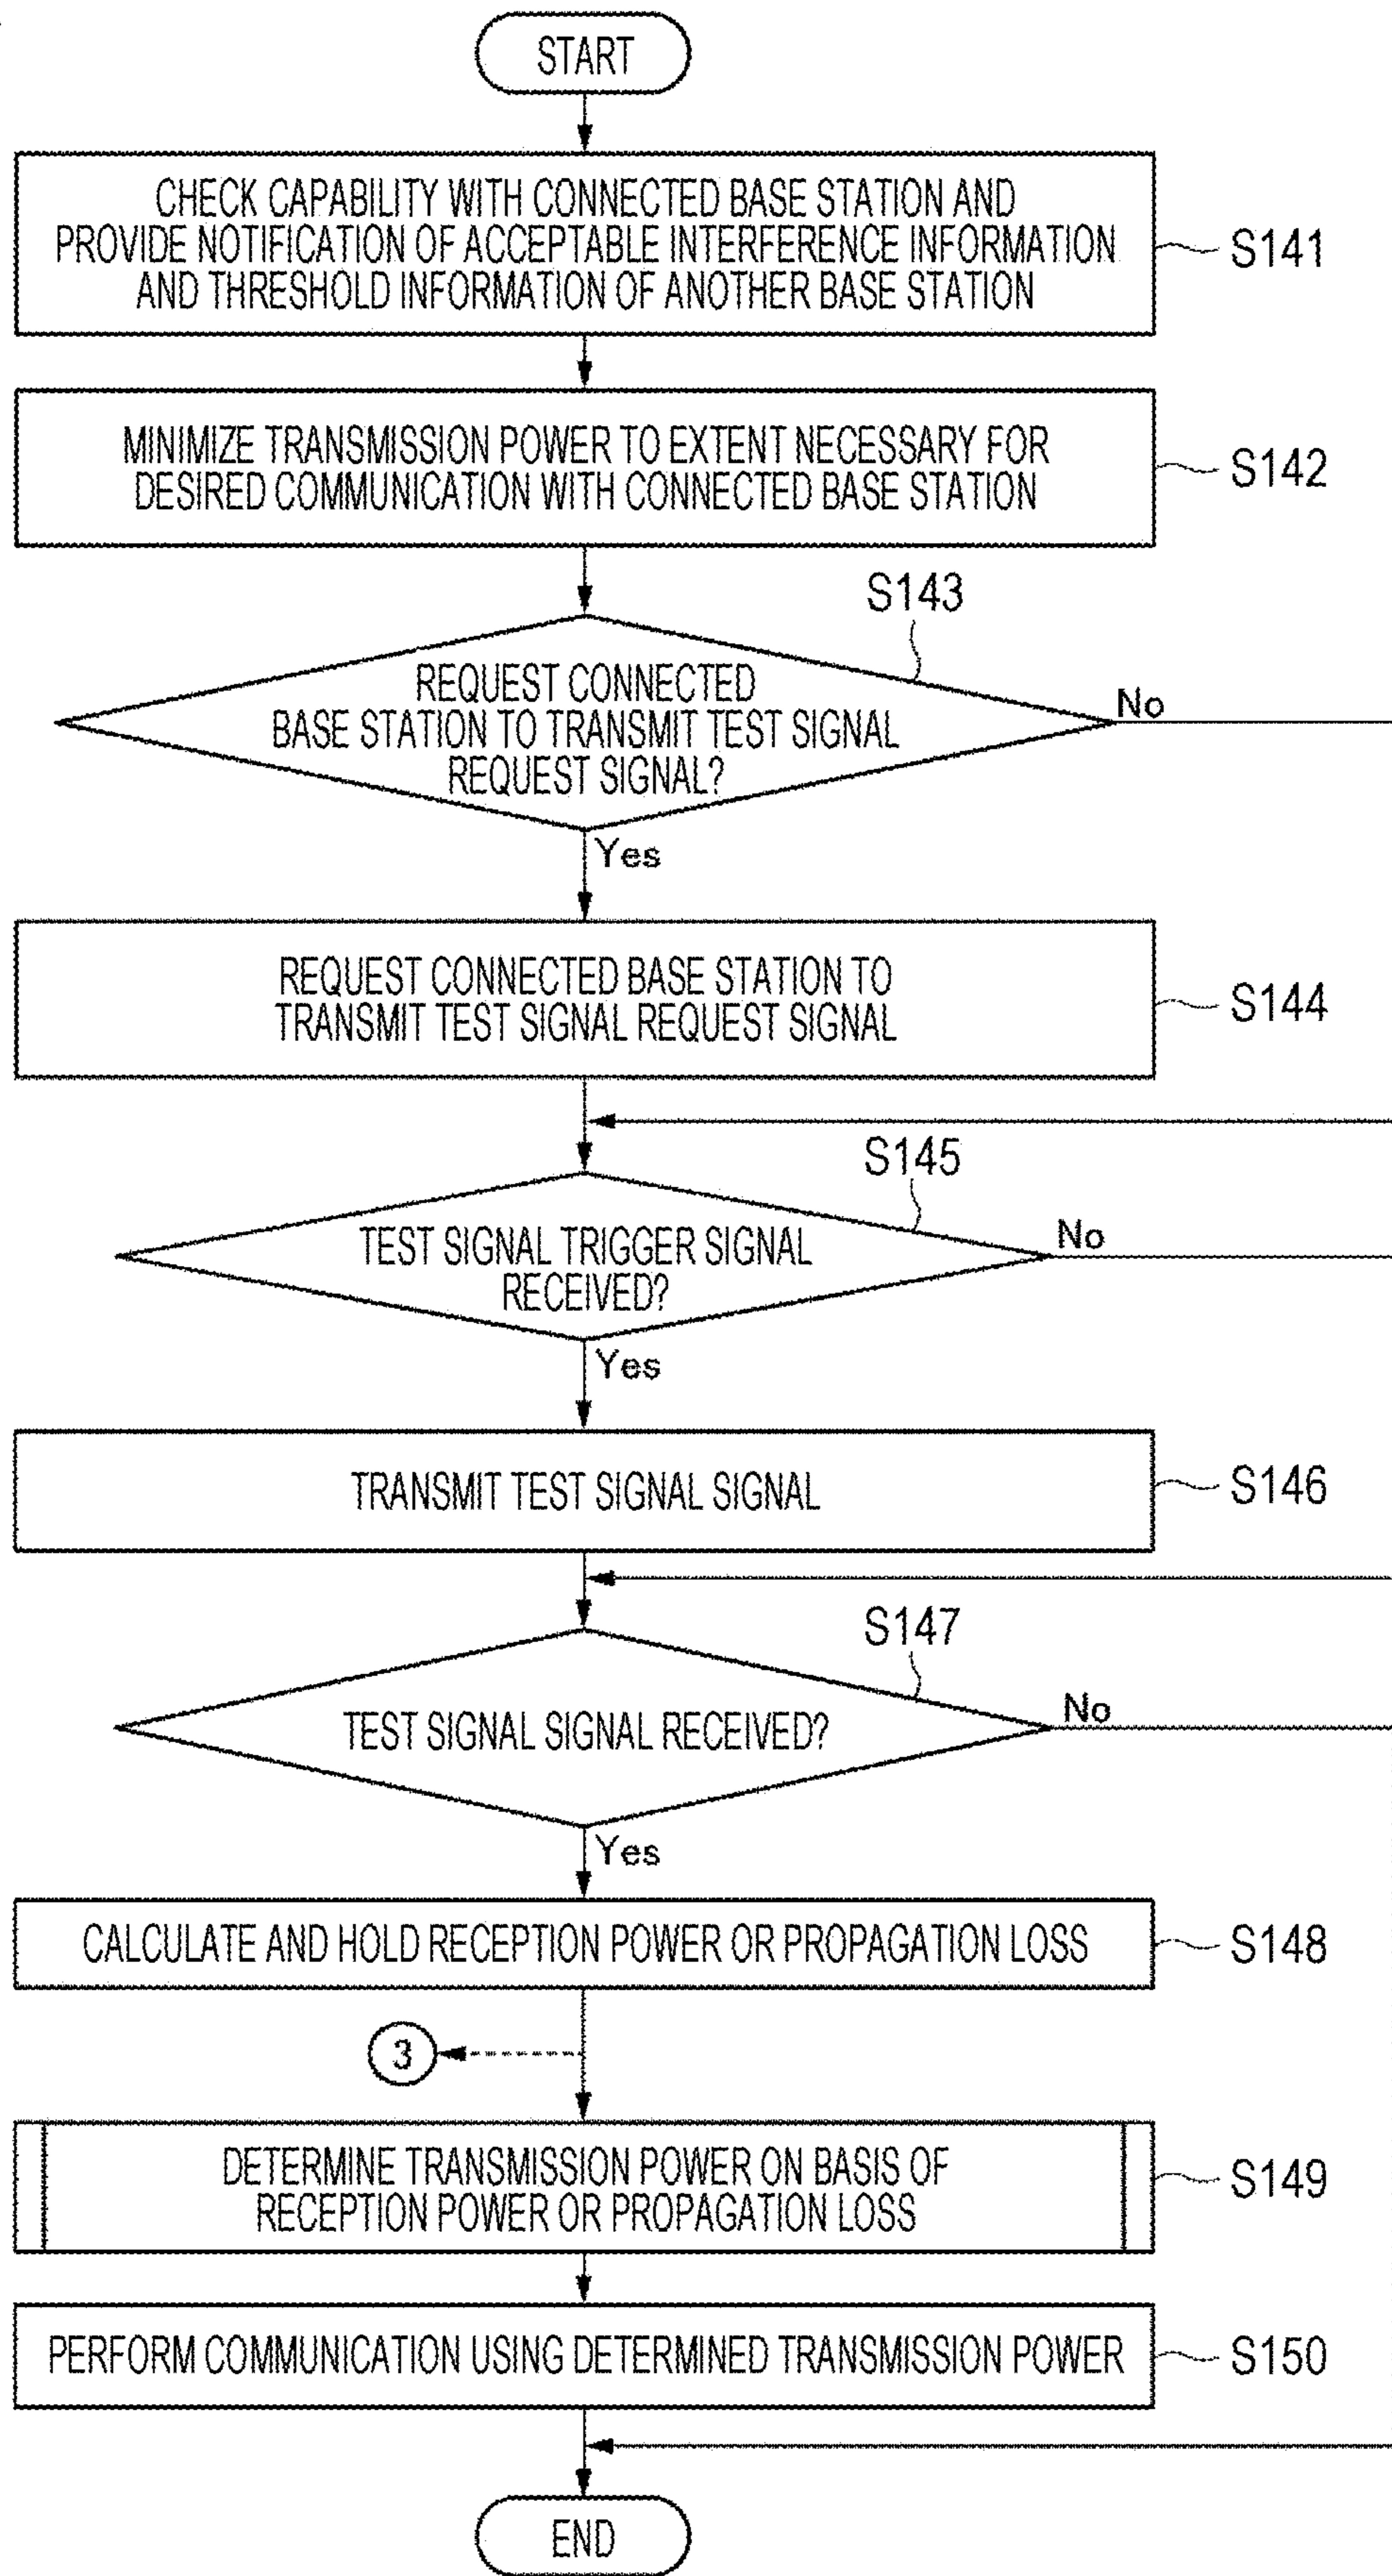 START
CHECK CAPABILITY WITH CONNECTED BASE STATION AND
PROVIDE NOTIFICATION OF ACCEPTABLE INTERFERENCE INFORMATION
AND THRESHOLD INFORMATION OF ANOTHER BASE STATION
S141
MINIMIZE TRANSMISSION POWER TO EXTENT NECESSARY FOR
DESIRED COMMUNICATION WITH CONNECTED BASE STATION
S142
S143
REQUEST CONNECTED
BASE STATION TO TRANSMIT TEST SIGNAL
REQUEST SIGNAL?
No
Yes
REQUEST CONNECTED BASE STATION TO
TRANSMIT TEST SIGNAL REQUEST SIGNAL
S144
S145
TEST SIGNAL TRIGGER SIGNAL
RECEIVED?
No
Yes
TRANSMIT TEST SIGNAL SIGNAL
S146
S147
TEST SIGNAL SIGNAL RECEIVED?
No
Yes
CALCULATE AND HOLD RECEPTION POWER OR PROPAGATION LOSS
S148
3
DETERMINE TRANSMISSION POWER ON BASIS OF
RECEPTION POWER OR PROPAGATION LOSS
S149
PERFORM COMMUNICATION USING DETERMINED TRANSMISSION POWER
S150
END